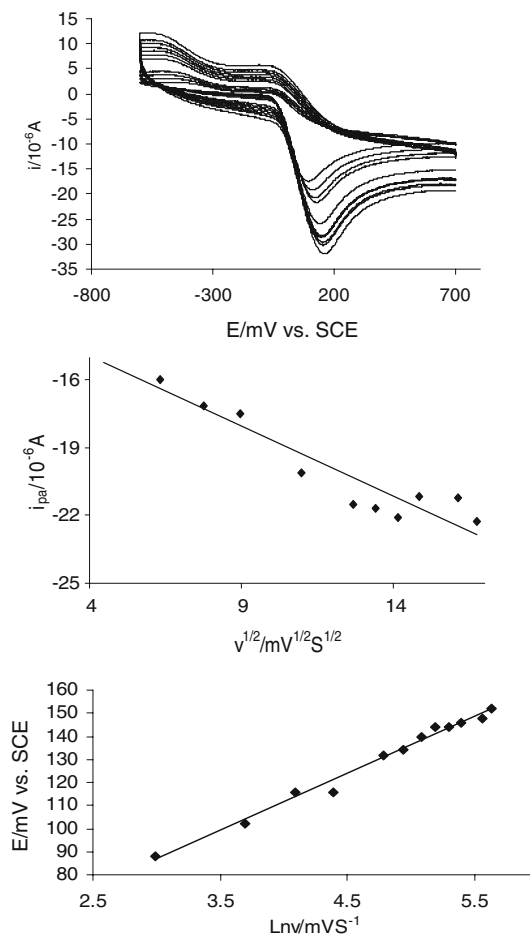 15
10
5
0
-5
-10
-15
-20
-25
-30
-35
i/10⁻⁶A
-800 -300 200 700
E/mV vs. SCE
-16
-19
-22
-25
i_pa/10⁻⁶A
4 9 14
v^1/2/mV^1/2S^1/2
160
150
140
130
120
110
100
90
80
E/mV vs. SCE
2.5 3.5 4.5 5.5
Lnv/mVS⁻¹